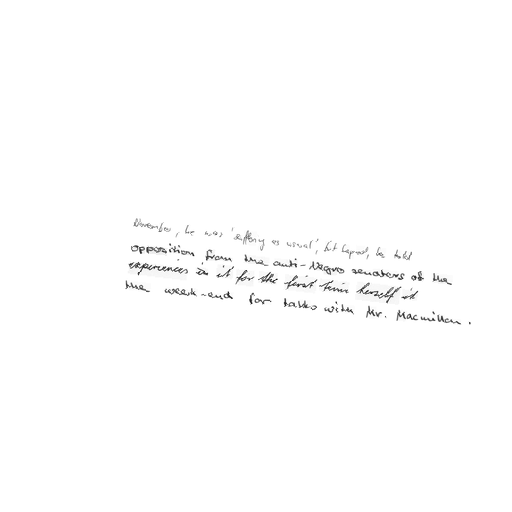 November, he was 'suffering as usual', but hoped, he told
opposition from the anti-Negro senators of the
experiences in it for the first time herself it
the week-end for talks with Mr. Macmillan.